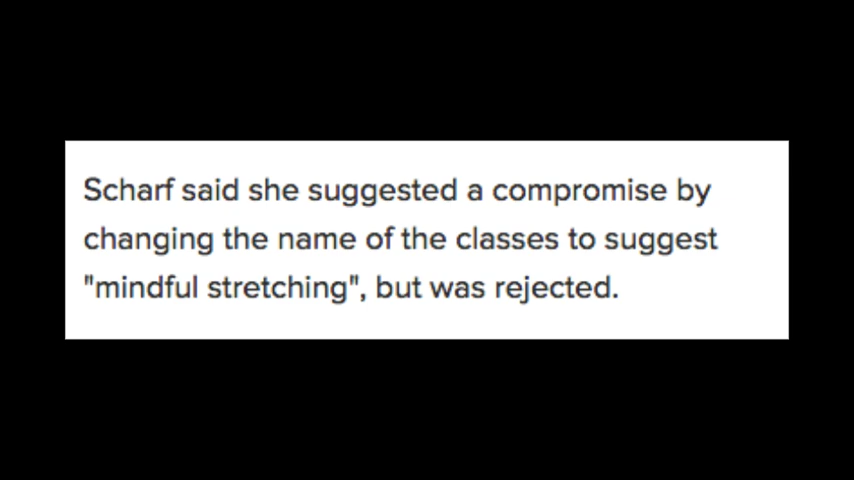 Scharf said she suggested a compromise by
changing the name of the classes to suggest
"mindful stretching", but was rejected.